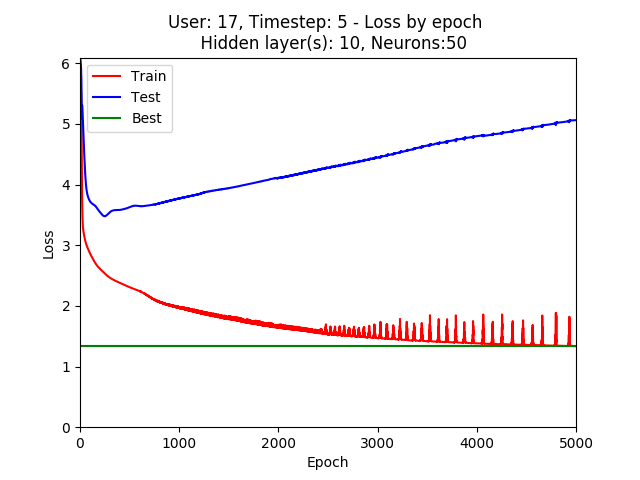 User: 17, Timestep: 5 - Loss by epoch
Hidden layer(s): 10, Neurons:50
6
5
4
3
2
1
0
Loss
Train
Test
Best
0 1000 2000 3000 4000 5000
Epoch